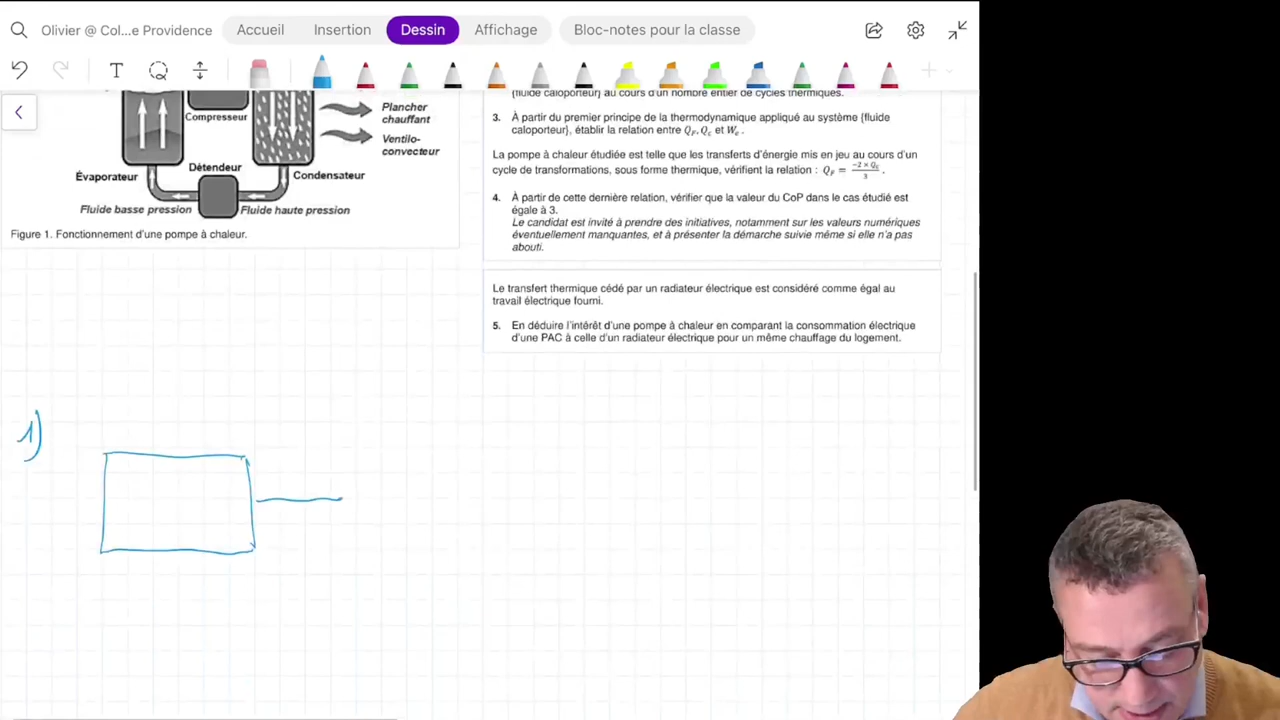 Olivier @ Col...e Providence
Accueil
Insertion
Dessin
Affichage
Bloc-notes pour la classe
T
Compresseur
Plancher
chauffant
Ventilo-
convecteur
Détendeur
Évaporateur
Condensateur
Fluide basse pression
Fluide haute pression
Figure 1. Fonctionnement d'une pompe à chaleur.
{fluide caloporteur} au cours d'un nombre entier de cycles thermiques.
3. À partir du premier principe de la thermodynamique appliqué au système {fluide
caloporteur}, établir la relation entre Q_F, Q_c et W_e.
La pompe à chaleur étudiée est telle que les transferts d'énergie mis en jeu au cours d'un
cycle de transformations, sous forme thermique, vérifient la relation : Q_F = (−2 × Q_c)/3.
4. À partir de cette dernière relation, vérifier que la valeur du CoP dans le cas étudié est
égale à 3.
Le candidat est invité à prendre des initiatives, notamment sur les valeurs numériques
éventuellement manquantes, et à présenter la démarche suivie même si elle n'a pas
abouti.
Le transfert thermique cédé par un radiateur électrique est considéré comme égal au
travail électrique fourni.
5. En déduire l'intérêt d'une pompe à chaleur en comparant la consommation électrique
d'une PAC à celle d'un radiateur électrique pour un même chauffage du logement.
1)